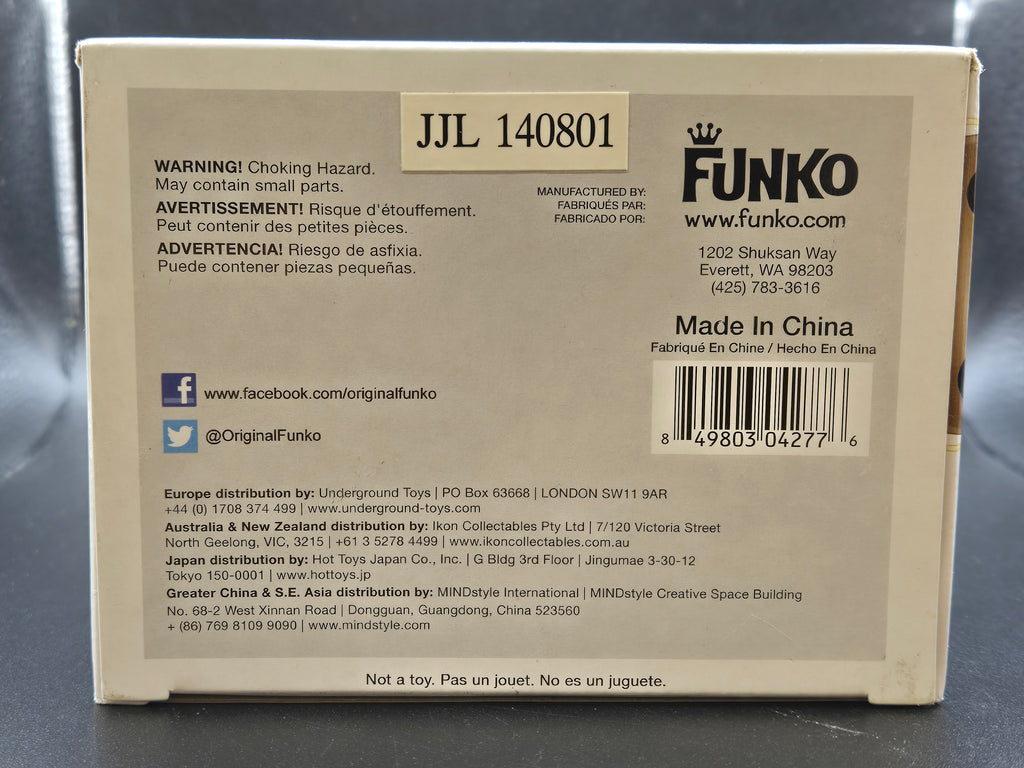 JJL 140801
WARNING! Choking Hazard.
May contain small parts.
AVERTISSEMENT! Risque d'étouffement.
Peut contenir des petites pièces.
ADVERTENCIA! Riesgo de asfixia.
Puede contener piezas pequeñas.
MANUFACTURED BY:
FABRIQUÉS PAR:
FABRICADO POR:
FUNKO
www.funko.com
1202 Shuksan Way
Everett, WA 98203
(425) 783-3616
Made In China
Fabriqué En Chine / Hecho En China
8 49803 04277 6
f www.facebook.com/originalfunko
@OriginalFunko
Europe distribution by: Underground Toys | PO Box 63668 | LONDON SW11 9AR
+44 (0) 1708 374 499 | www.underground-toys.com
Australia & New Zealand distribution by: Ikon Collectables Pty Ltd | 7/120 Victoria Street
North Geelong, VIC, 3215 | +61 3 5278 4499 | www.ikoncollectables.com.au
Japan distribution by: Hot Toys Japan Co., Inc. | G Bldg 3rd Floor | Jingumae 3-30-12
Tokyo 150-0001 | www.hottoys.jp
Greater China & S.E. Asia distribution by: MINDstyle International | MINDstyle Creative Space Building
No. 68-2 West Xinnan Road | Dongguan, Guangdong, China 523560
+ (86) 769 8109 9090 | www.mindstyle.com
Not a toy. Pas un jouet. No es un juguete.